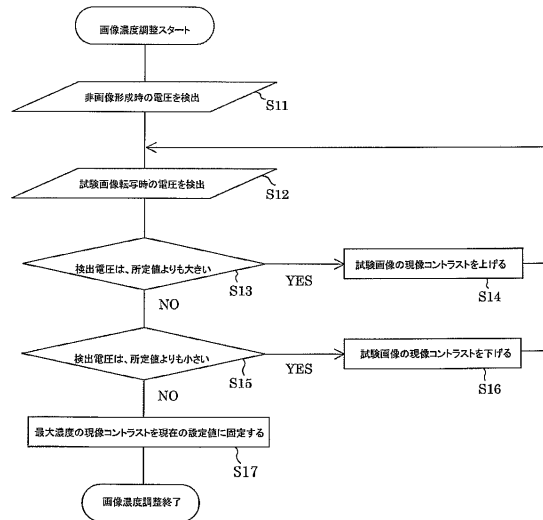 画像濃度調整スタート
非画像形成時の電圧を検出
S11
試験画像転写時の電圧を検出
S12
検出電圧は、所定値よりも大きい
S13
YES
試験画像の現像コントラストを上げる
S14
NO
検出電圧は、所定値よりも小さい
S15
YES
試験画像の現像コントラストを下げる
S16
NO
最大濃度の現像コントラストを現在の設定値に固定する
S17
画像濃度調整終了